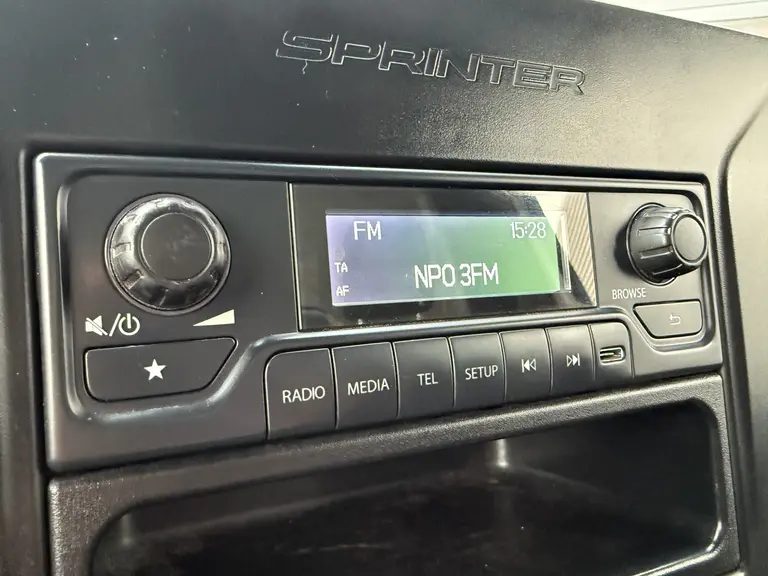 SPRINTER
FM 15:28
TA
NPO 3FM
AF
BROWSE
RADIO MEDIA TEL SETUP